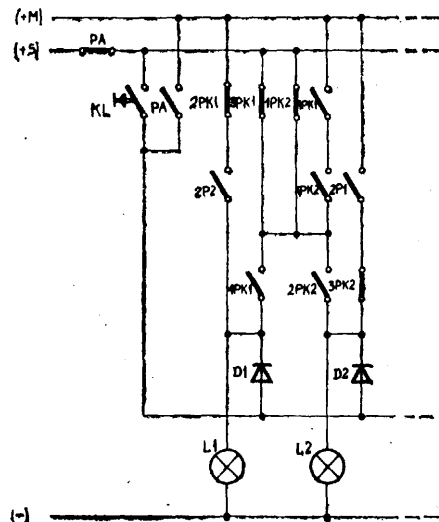 (+M)
(+S)
PA
KL
PA
2PK1
3PK1
1PK2
1PK1
2P2
1PK2
2P1
1PK1
2PK2
3PK2
D1
D2
L1
L2
(-)